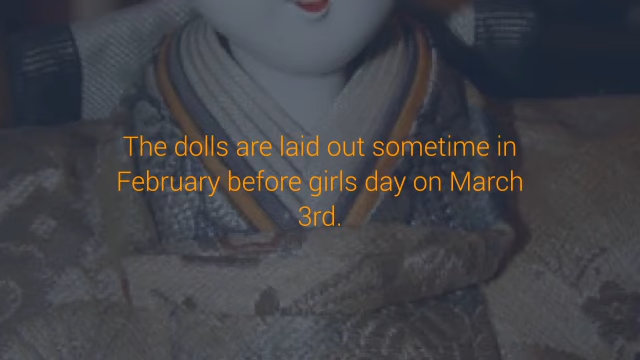 The dolls are laid out sometime in
February before girls day on March
3rd.